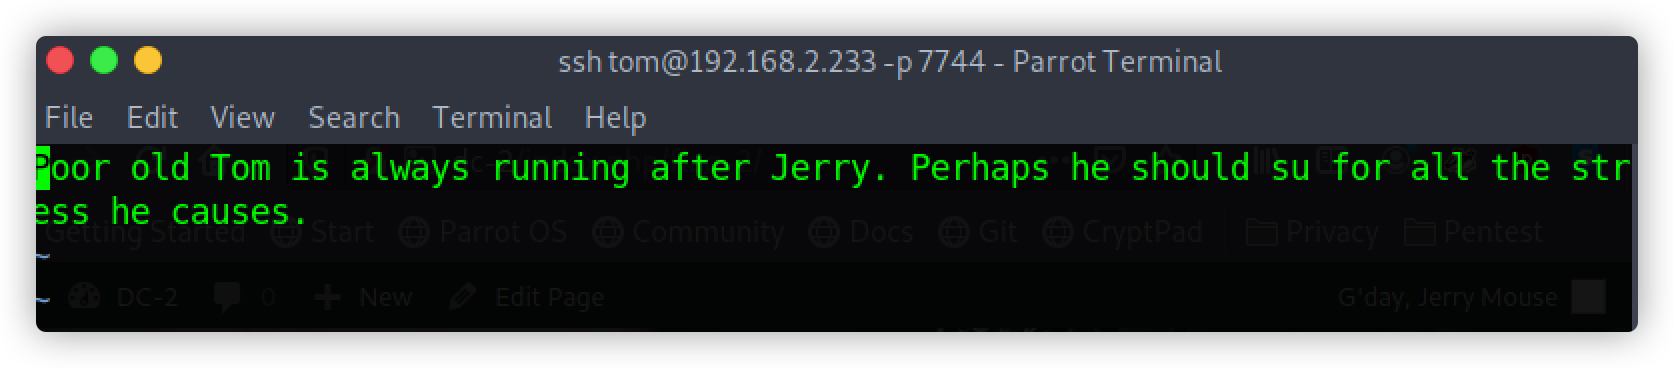 ssh tom@192.168.2.233 -p 7744 - Parrot Terminal
File Edit View Search Terminal Help
Poor old Tom is always running after Jerry. Perhaps he should su for all the str
ess he causes.
Getting Started Start Parrot OS Community Docs Git CryptPad Privacy Pentest
~
~ DC-2 0 New Edit Page G'day, Jerry Mouse